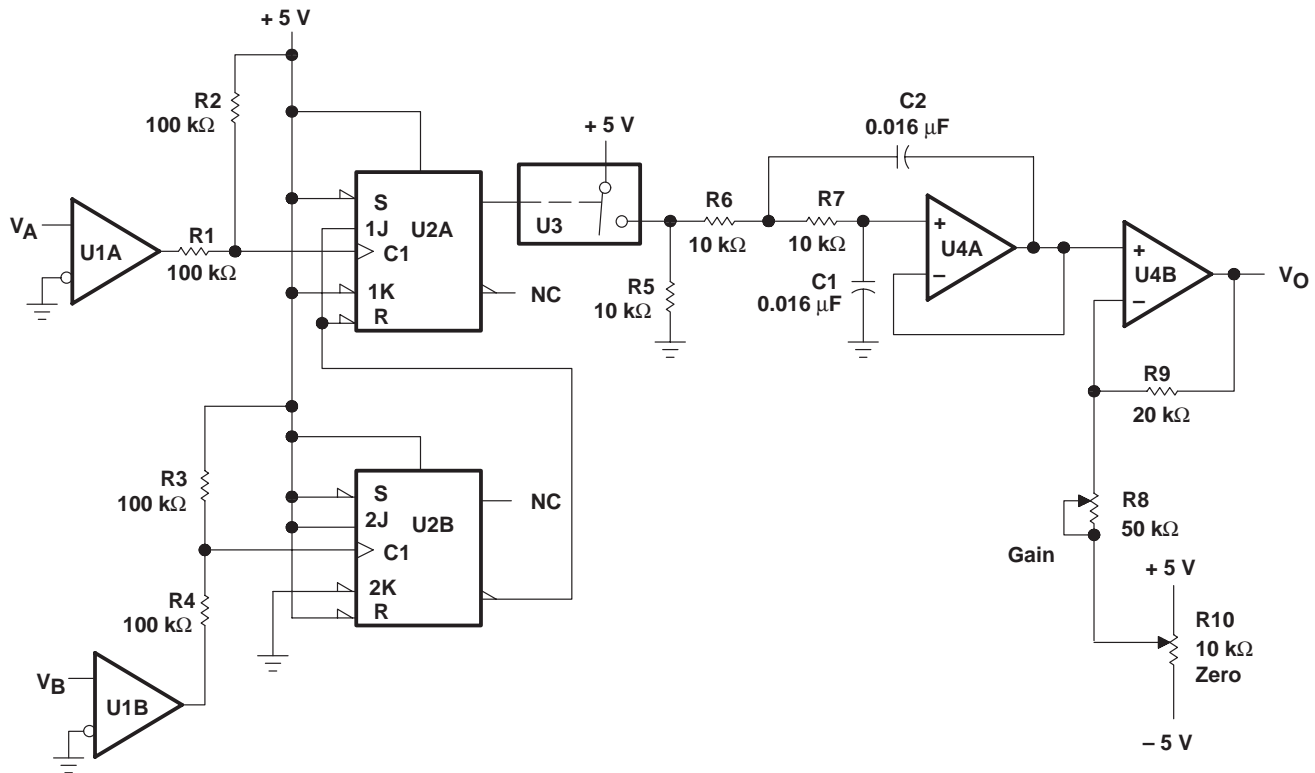 + 5 V
R2
100 kΩ
V_A
U1A
R1
100 kΩ
S
1J
C1
1K
R
U2A
NC
+ 5 V
U3
R5
10 kΩ
R6
10 kΩ
R7
10 kΩ
C2
0.016 μF
C1
0.016 μF
+
−
U4A
+
−
U4B
V_O
R9
20 kΩ
R8
50 kΩ
Gain
+ 5 V
R10
10 kΩ
Zero
− 5 V
R3
100 kΩ
R4
100 kΩ
S
2J
C1
2K
R
U2B
NC
V_B
U1B